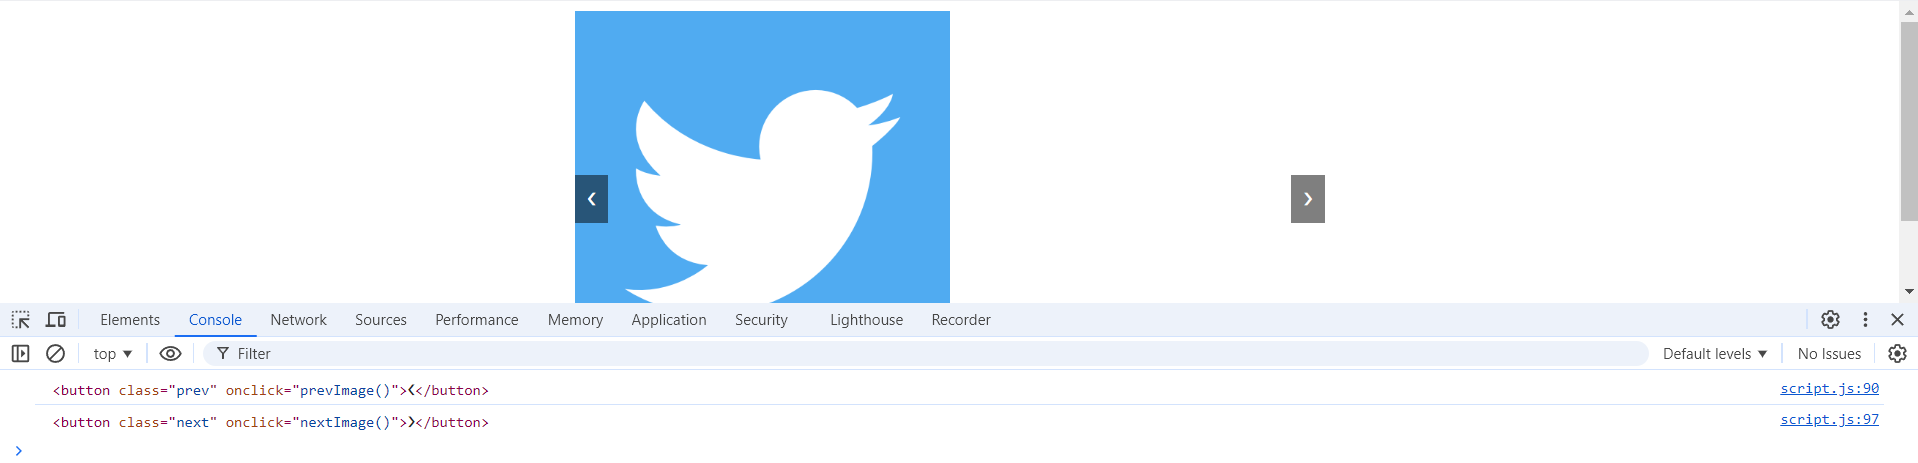 ❮ ❯
Elements Console Network Sources Performance Memory Application Security Lighthouse Recorder
top ▼ Filter Default levels ▼ No Issues
<button class="prev" onclick="prevImage()">❮</button> script.js:90
<button class="next" onclick="nextImage()">❯</button> script.js:97